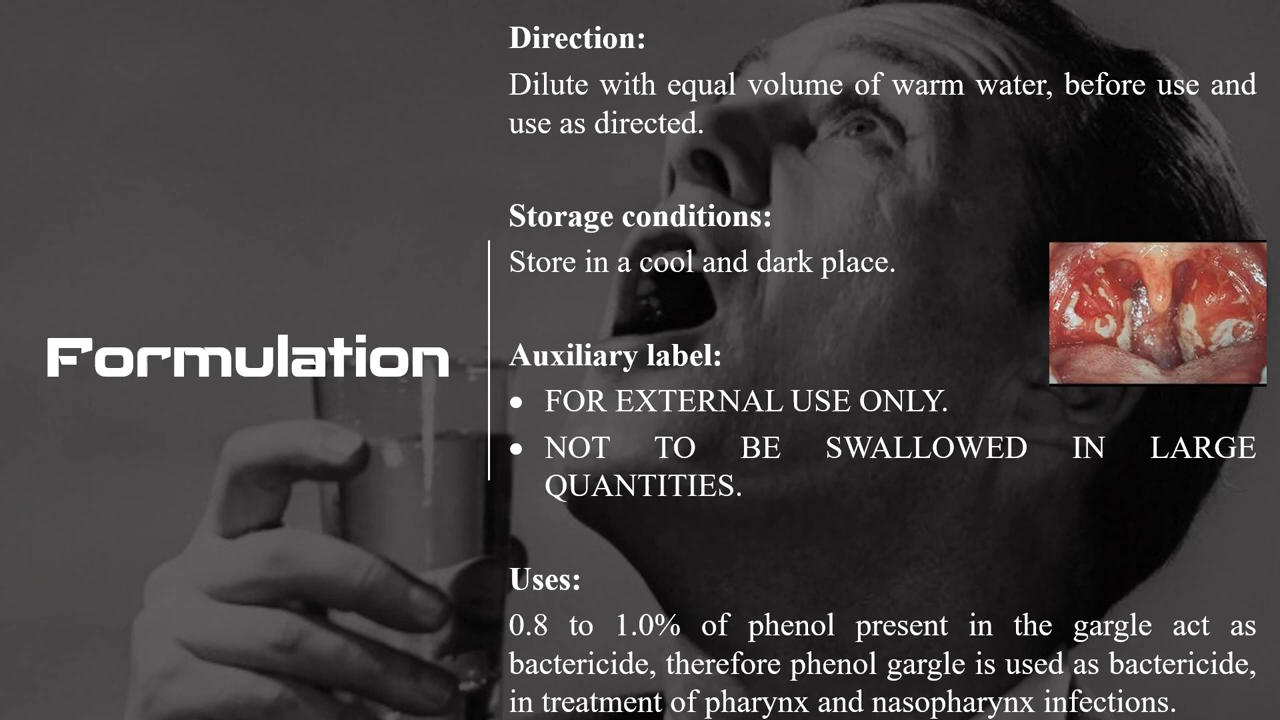 Formulation
Direction:
Dilute with equal volume of warm water, before use and
use as directed.
Storage conditions:
Store in a cool and dark place.
Auxiliary label:
• FOR EXTERNAL USE ONLY.
• NOT TO BE SWALLOWED IN LARGE
QUANTITIES.
Uses:
0.8 to 1.0% of phenol present in the gargle act as
bactericide, therefore phenol gargle is used as bactericide,
in treatment of pharynx and nasopharynx infections.